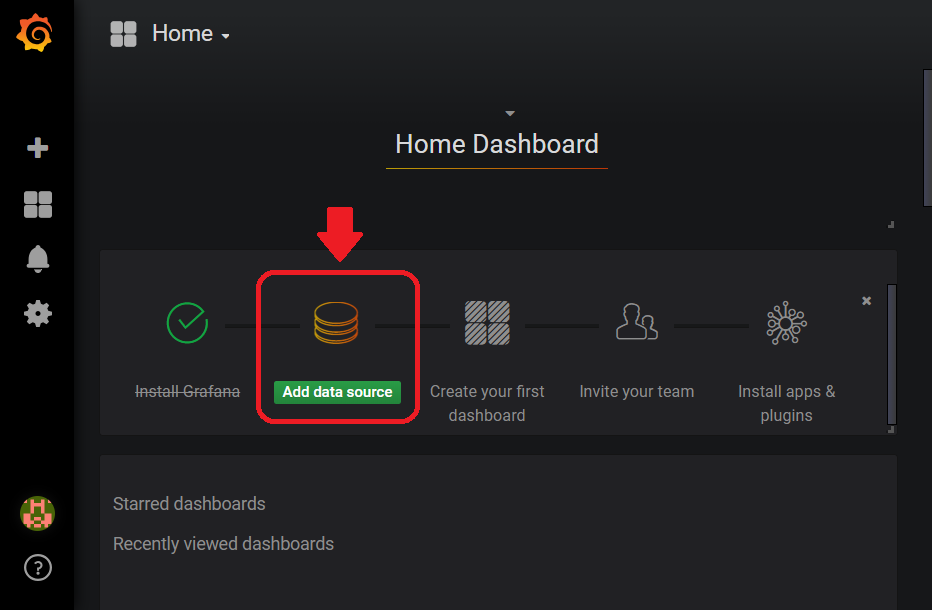 Home
Home Dashboard
Install Grafana
Add data source
Create your first
dashboard
Invite your team
Install apps &
plugins
Starred dashboards
Recently viewed dashboards
?